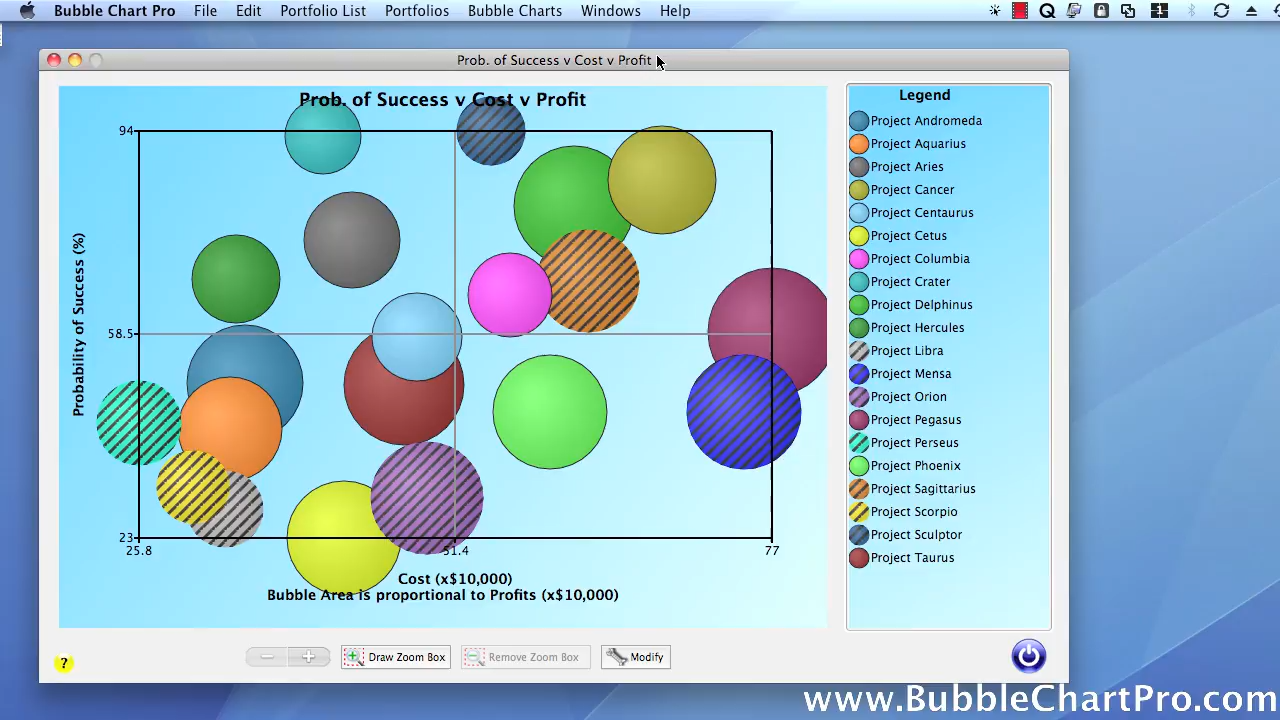 Bubble Chart Pro File Edit Portfolio List Portfolios Bubble Charts Windows Help
Prob. of Success v Cost v Profit
Prob. of Success v Cost v Profit
94
58.5
23
Probability of Success (%)
25.8 51.4 77
Cost (x$10,000)
Bubble Area is proportional to Profits (x$10,000)
Legend
Project Andromeda
Project Aquarius
Project Aries
Project Cancer
Project Centaurus
Project Cetus
Project Columbia
Project Crater
Project Delphinus
Project Hercules
Project Libra
Project Mensa
Project Orion
Project Pegasus
Project Perseus
Project Phoenix
Project Sagittarius
Project Scorpio
Project Sculptor
Project Taurus
? − + Draw Zoom Box Remove Zoom Box Modify
www.BubbleChartPro.com